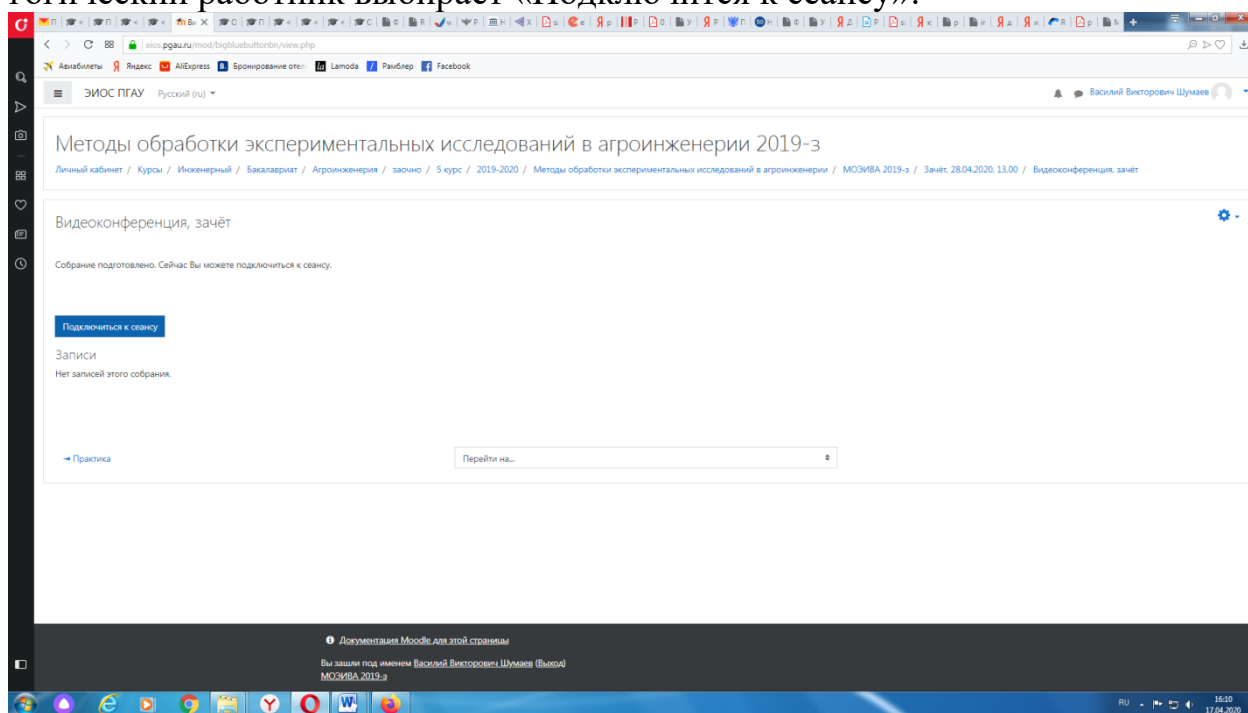 гогический работник выбирает «Подключится к сеансу».
eios.pgau.ru/mod/bigbluebuttonbn/view.php
Авиабилеты Яндекс AliExpress Бронирование отел Lamoda Рамблер Facebook
ЭИОС ПГАУ Русский (ru) Василий Викторович Шумаев
Методы обработки экспериментальных исследований в агроинженерии 2019-з
Личный кабинет / Курсы / Инженерный / Бакалавриат / Агроинженерия / заочно / 5 курс / 2019-2020 / Методы обработки экспериментальных исследований в агроинженерии / МОЭИВА 2019-з / Зачёт. 28.04.2020. 13.00 / Видеоконференция. зачёт
Видеоконференция, зачёт
Собрание подготовлено. Сейчас Вы можете подключиться к сеансу.
Подключиться к сеансу
Записи
Нет записей этого собрания.
Практика
Перейти на...
Документация Moodle для этой страницы
Вы зашли под именем Василий Викторович Шумаев (Выход)
МОЭИВА 2019-з
RU 16:10
17.04.2020